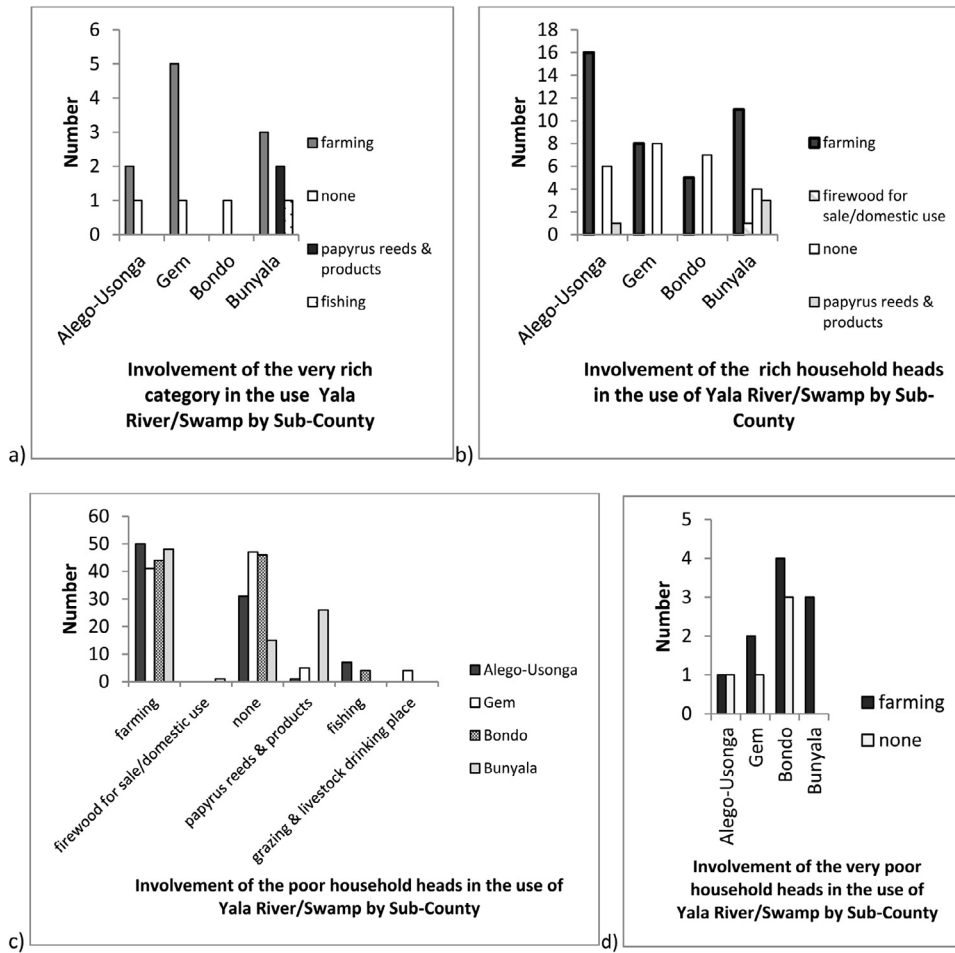 6
5
4
3
2
1
0
Number
Alego-Usonga
Gem
Bondo
Bunyala
farming
none
papyrus reeds &
products
fishing
Involvement of the very rich
category in the use Yala
River/Swamp by Sub-County
a)
18
16
14
12
10
8
6
4
2
0
Number
Alego-Usonga
Gem
Bondo
Bunyala
farming
firewood for
sale/domestic use
none
papyrus reeds &
products
Involvement of the rich household heads
in the use of Yala River/Swamp by Sub-
County
b)
60
50
40
30
20
10
0
Number
farming
firewood for sale/domestic use
none
papyrus reeds & products
fishing
grazing & livestock drinking place
Alego-Usonga
Gem
Bondo
Bunyala
Involvement of the poor household heads in the use of
Yala River/Swamp by Sub-County
c)
5
4
3
2
1
0
Number
Alego-Usonga
Gem
Bondo
Bunyala
farming
none
Involvement of the very poor
household heads in the use of
Yala River/Swamp by Sub-County
d)